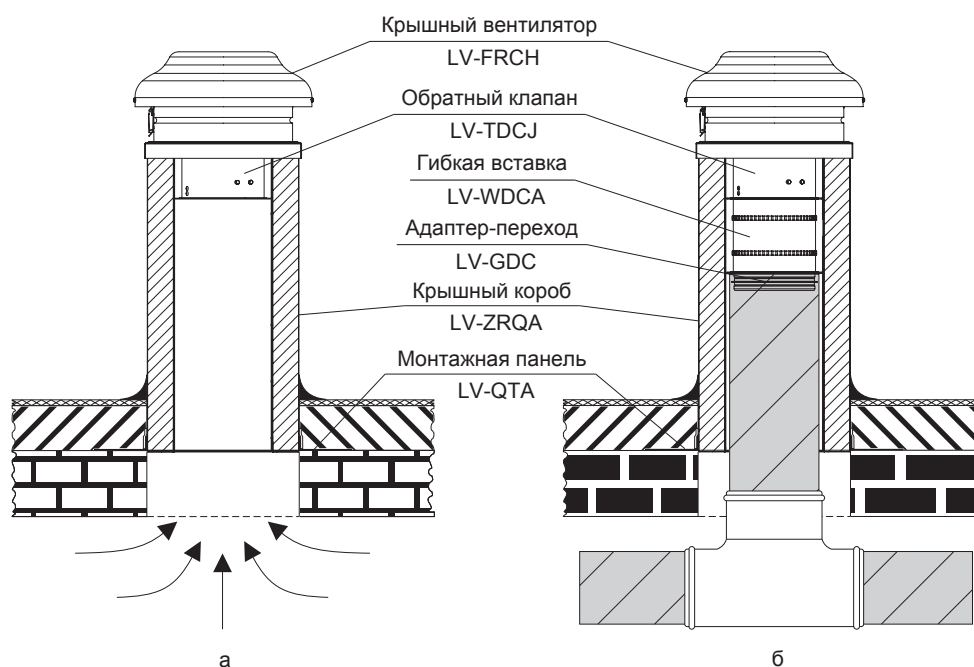 Крышный вентилятор
LV-FRCH
Обратный клапан
LV-TDCJ
Гибкая вставка
LV-WDCA
Адаптер-переход
LV-GDC
Крышный короб
LV-ZRQA
Монтажная панель
LV-QTA
а
б